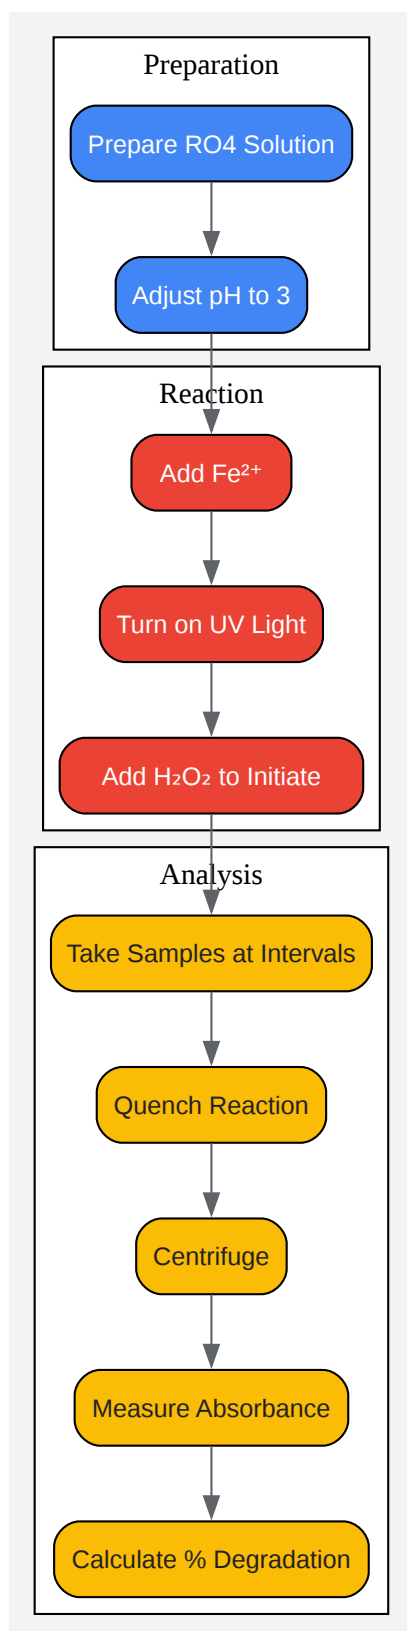 Preparation
Prepare RO4 Solution
Adjust pH to 3
Reaction
Add Fe²⁺
Turn on UV Light
Add H₂O₂ to Initiate
Analysis
Take Samples at Intervals
Quench Reaction
Centrifuge
Measure Absorbance
Calculate % Degradation